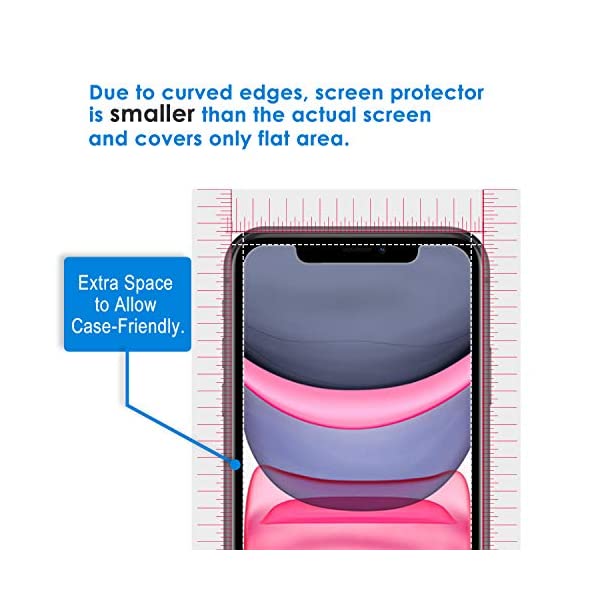 Due to curved edges, screen protector
is smaller than the actual screen
and covers only flat area.
Extra Space
to Allow
Case-Friendly.